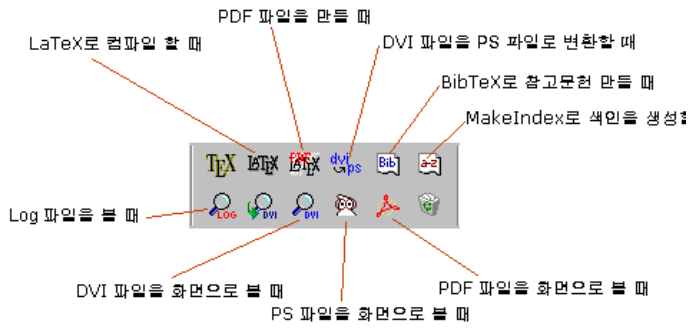 PDF 파일을 만들 때
LaTeX로 컴파일 할 때
DVI 파일을 PS 파일로 변환할 때
BibTeX로 참고문헌 만들 때
MakeIndex로 색인을 생성할
TEX LATEX PDF LATEX dvi ps Bib a-z
LOG DVI DVI
Log 파일을 볼 때
DVI 파일을 화면으로 볼 때
PDF 파일을 화면으로 볼 때
PS 파일을 화면으로 볼 때